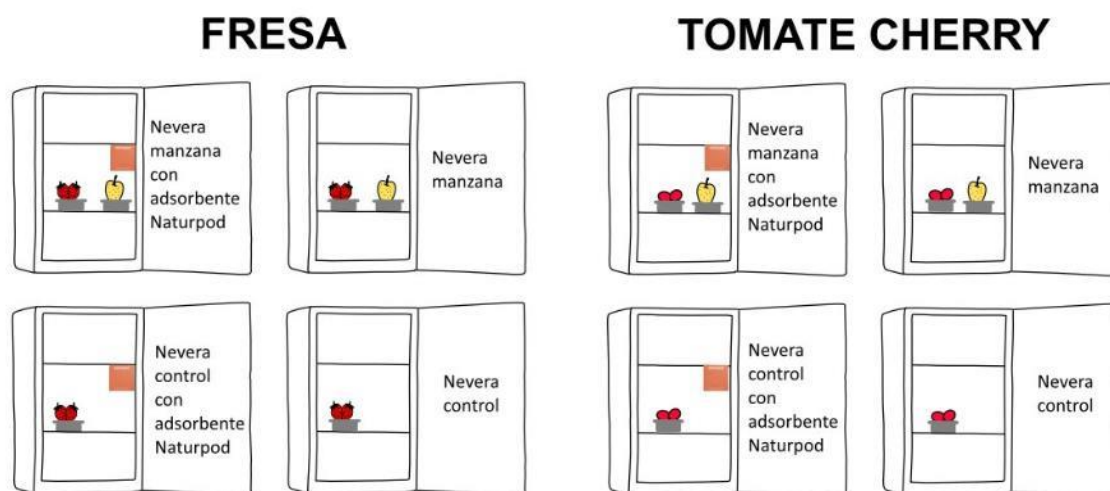 FRESA
TOMATE CHERRY
Nevera
manzana
con
adsorbente
Naturpod
Nevera
manzana
Nevera
manzana
con
adsorbente
Naturpod
Nevera
manzana
Nevera
control
con
adsorbente
Naturpod
Nevera
control
Nevera
control
con
adsorbente
Naturpod
Nevera
control